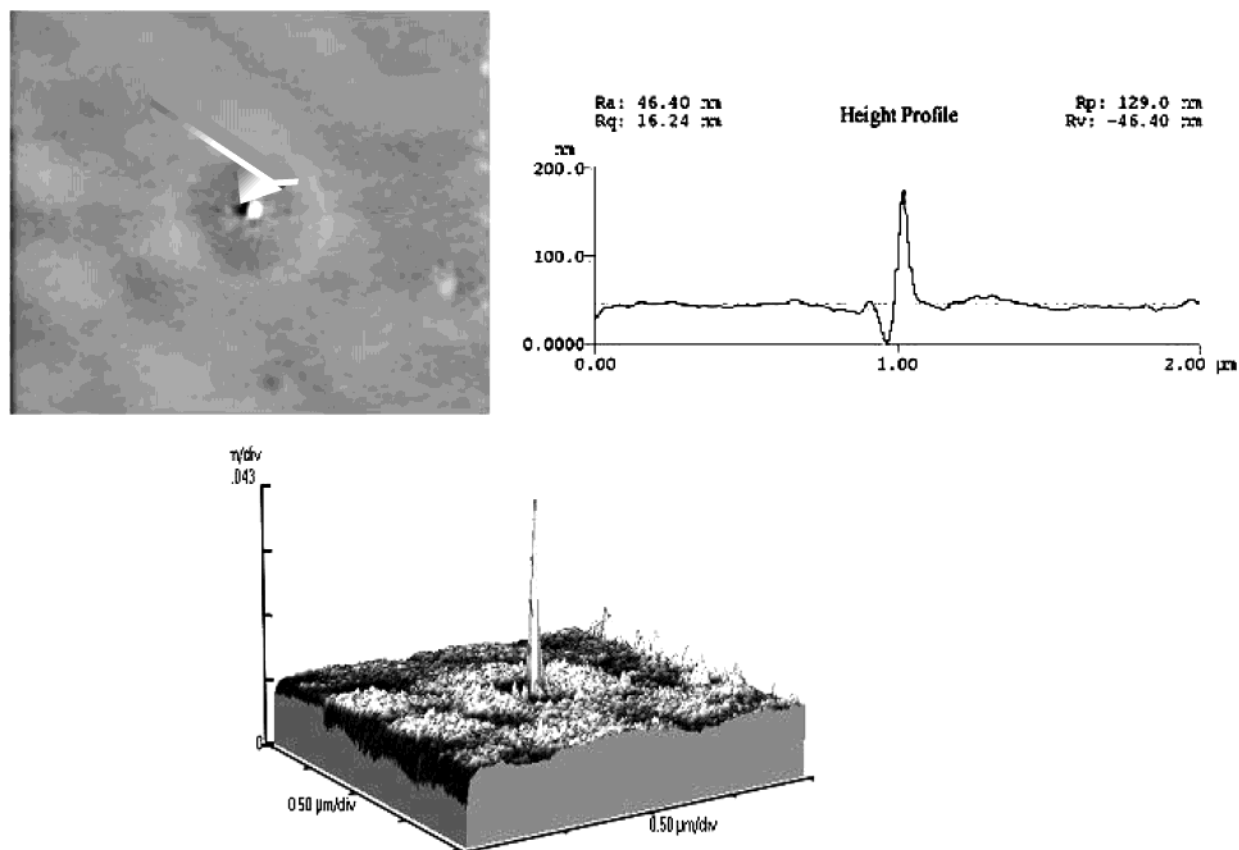 Ra: 46.40 nm
Rq: 16.24 nm
Height Profile
Rp: 129.0 nm
Rv: -46.40 nm
nm
200.0
100.0
0.0000
0.00
1.00
2.00 µm
n/div
.043
0
0.50 µm/div
0.50 µm/div